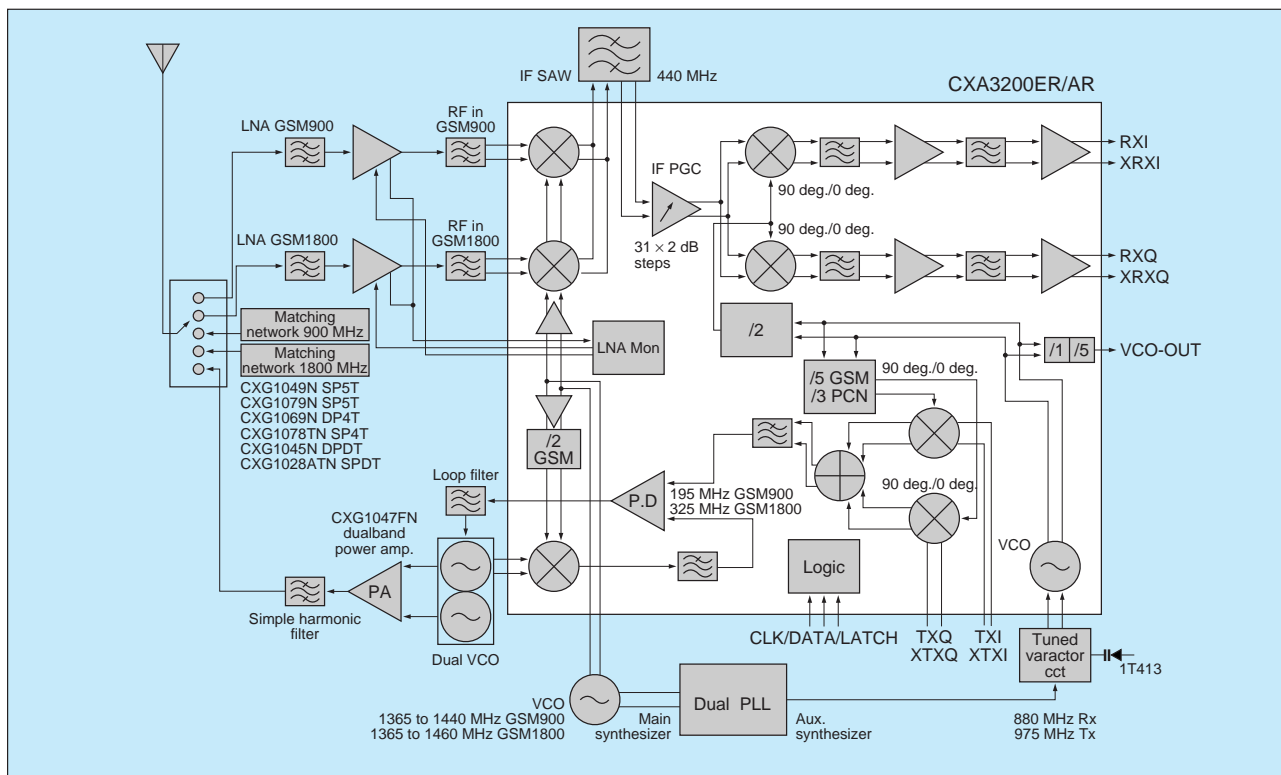 IF SAW
440 MHz
CXA3200ER/AR
LNA GSM900
RF in
GSM900
RXI
XRXI
IF PGC
90 deg./0 deg.
31 × 2 dB
steps
90 deg./0 deg.
LNA GSM1800
RF in
GSM1800
RXQ
XRXQ
Matching
network 900 MHz
Matching
network 1800 MHz
LNA Mon
/2
/1
/5
VCO-OUT
/5 GSM
/3 PCN
90 deg./0 deg.
CXG1049N SP5T
CXG1079N SP5T
CXG1069N DP4T
CXG1078TN SP4T
CXG1045N DPDT
CXG1028ATN SPDT
/2
GSM
Loop filter
P.D
195 MHz GSM900
325 MHz GSM1800
90 deg./0 deg.
CXG1047FN
dualband
power amp.
VCO
Logic
PA
Simple harmonic
filter
Dual VCO
CLK/DATA/LATCH
TXQ
XTXQ
TXI
XTXI
Tuned
varactor
cct
1T413
VCO
1365 to 1440 MHz GSM900
1365 to 1460 MHz GSM1800
Main
synthesizer
Dual PLL
Aux.
synthesizer
880 MHz Rx
975 MHz Tx